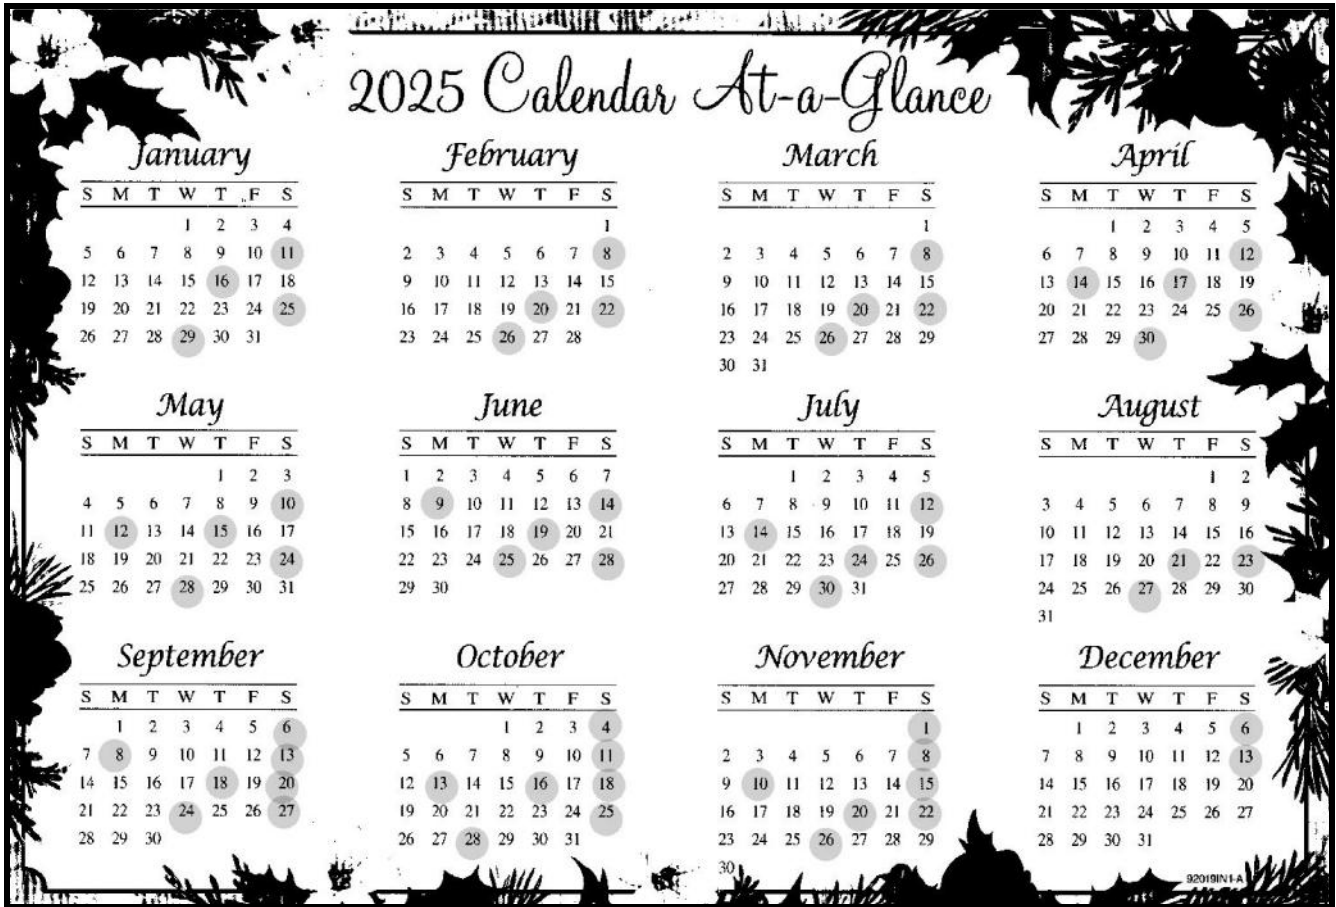 2025 Calendar At-a-Glance
January February March April
S M T W T F S S M T W T F S S M T W T F S S M T W T F S
1 2 3 4 1 1 1 2 3 4 5
5 6 7 8 9 10 11 2 3 4 5 6 7 8 2 3 4 5 6 7 8 6 7 8 9 10 11 12
12 13 14 15 16 17 18 9 10 11 12 13 14 15 9 10 11 12 13 14 15 13 14 15 16 17 18 19
19 20 21 22 23 24 25 16 17 18 19 20 21 22 16 17 18 19 20 21 22 20 21 22 23 24 25 26
26 27 28 29 30 31 23 24 25 26 27 28 23 24 25 26 27 28 29 27 28 29 30
30 31
May June July August
S M T W T F S S M T W T F S S M T W T F S S M T W T F S
1 2 3 1 2 3 4 5 6 7 1 2 3 4 5 1 2
4 5 6 7 8 9 10 8 9 10 11 12 13 14 6 7 8 9 10 11 12 3 4 5 6 7 8 9
11 12 13 14 15 16 17 15 16 17 18 19 20 21 13 14 15 16 17 18 19 10 11 12 13 14 15 16
18 19 20 21 22 23 24 22 23 24 25 26 27 28 20 21 22 23 24 25 26 17 18 19 20 21 22 23
25 26 27 28 29 30 31 29 30 27 28 29 30 31 24 25 26 27 28 29 30
31
September October November December
S M T W T F S S M T W T F S S M T W T F S S M T W T F S
1 2 3 4 5 6 1 2 3 4 1 1 2 3 4 5 6
7 8 9 10 11 12 13 5 6 7 8 9 10 11 2 3 4 5 6 7 8 7 8 9 10 11 12 13
14 15 16 17 18 19 20 12 13 14 15 16 17 18 9 10 11 12 13 14 15 14 15 16 17 18 19 20
21 22 23 24 25 26 27 19 20 21 22 23 24 25 16 17 18 19 20 21 22 21 22 23 24 25 26 27
28 29 30 26 27 28 29 30 31 23 24 25 26 27 28 29 28 29 30 31
30
92019IN1-A